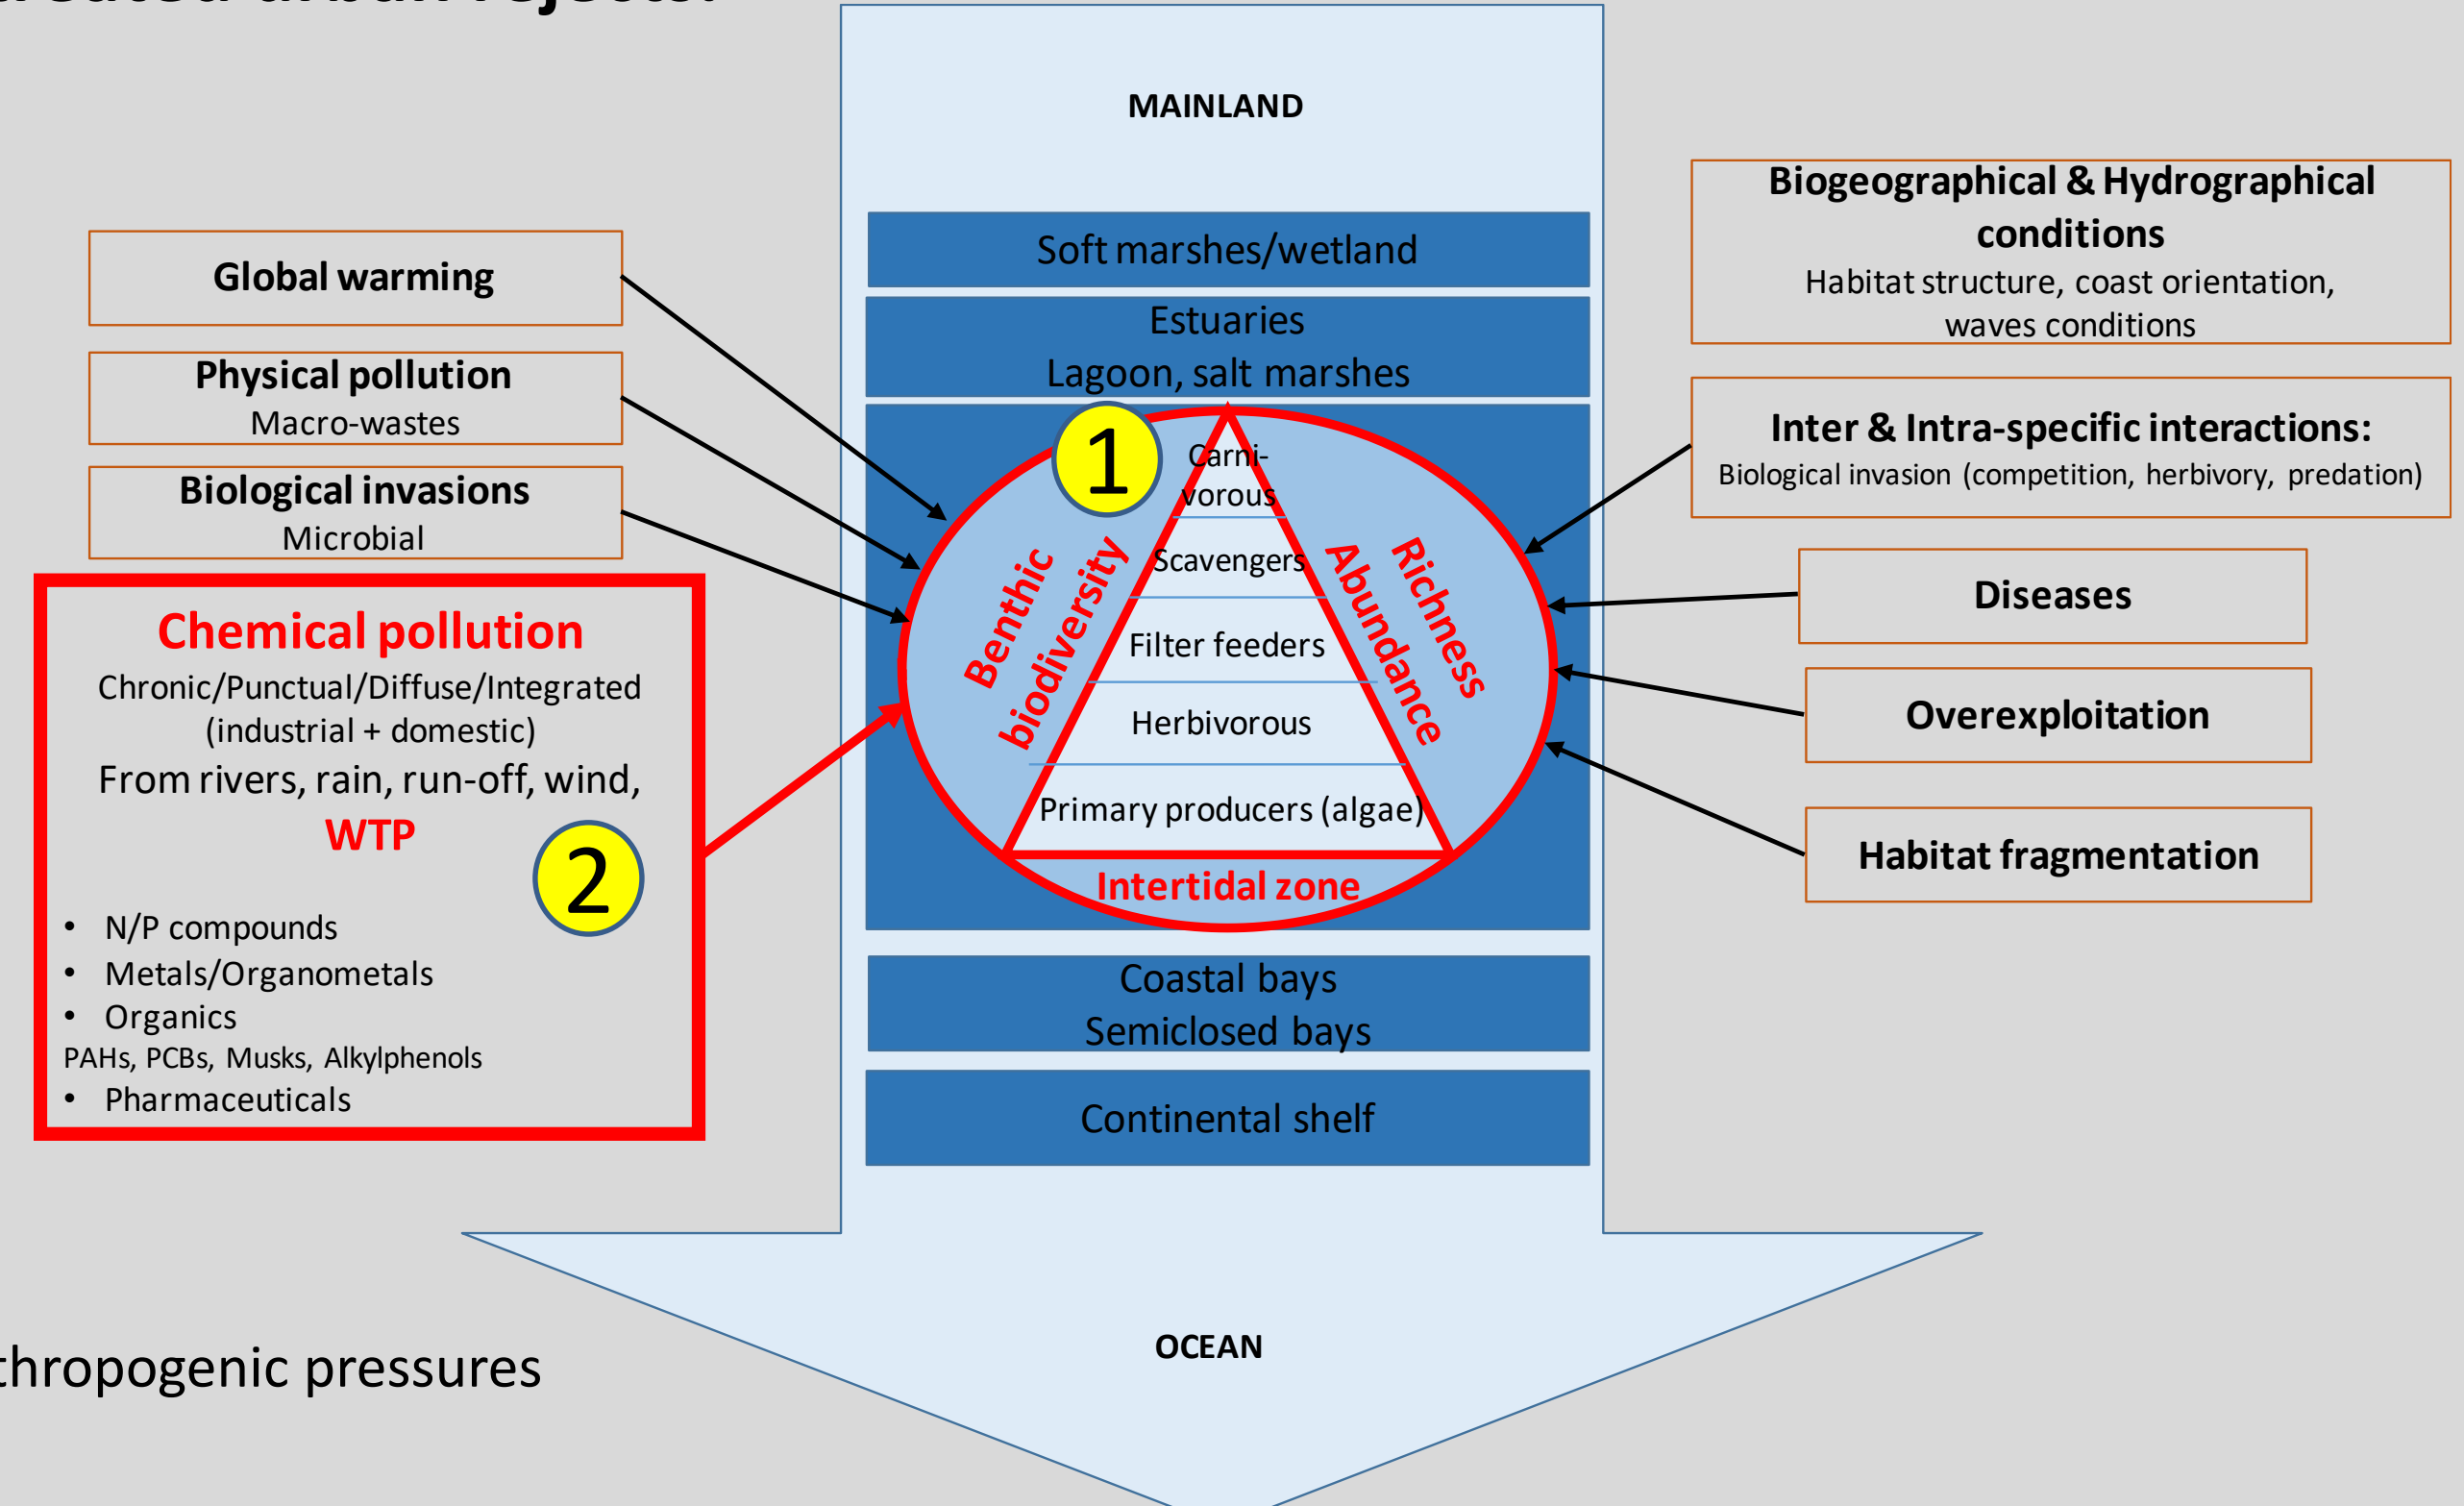 MAINLAND
Soft marshes/wetland
Estuaries
Lagoon, salt marshes
Global warming
Physical pollution
Macro-wastes
Biological invasions
Microbial
Chemical pollution
Chronic/Punctual/Diffuse/Integrated
(industrial + domestic)
From rivers, rain, run-off, wind,
WTP
2
• N/P compounds
• Metals/Organometals
• Organics
PAHs, PCBs, Musks, Alkylphenols
• Pharmaceuticals
1
Carni-
vorous
Scavengers
Filter feeders
Herbivorous
Primary producers (algae)
Benthic
biodiversity
Richness
Abundance
Intertidal zone
Coastal bays
Semiclosed bays
Continental shelf
OCEAN
Biogeographical & Hydrographical
conditions
Habitat structure, coast orientation,
waves conditions
Inter & Intra-specific interactions:
Biological invasion (competition, herbivory, predation)
Diseases
Overexploitation
Habitat fragmentation
thropogenic pressures